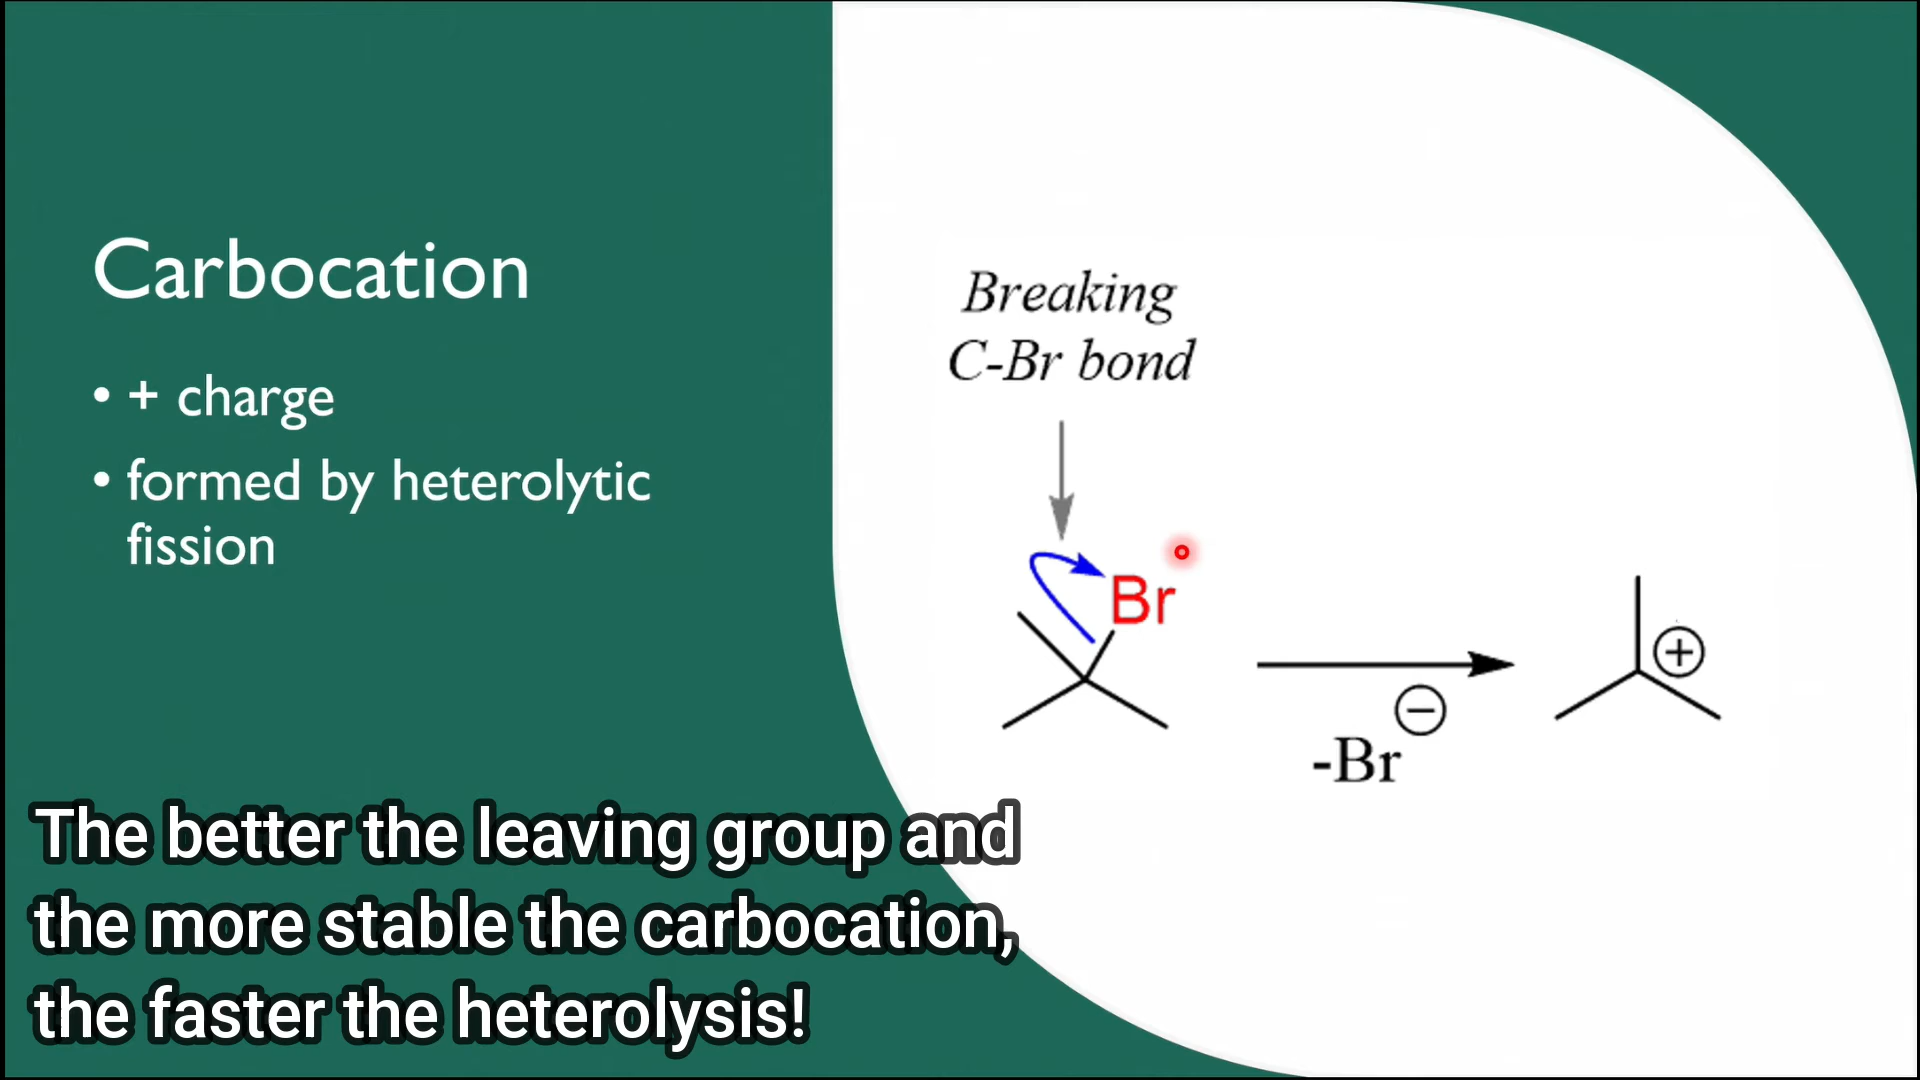 Carbocation
• + charge
• formed by heterolytic
fission
Breaking
C-Br bond
Br
⊕
⊖
-Br
The better the leaving group and
the more stable the carbocation,
the faster the heterolysis!